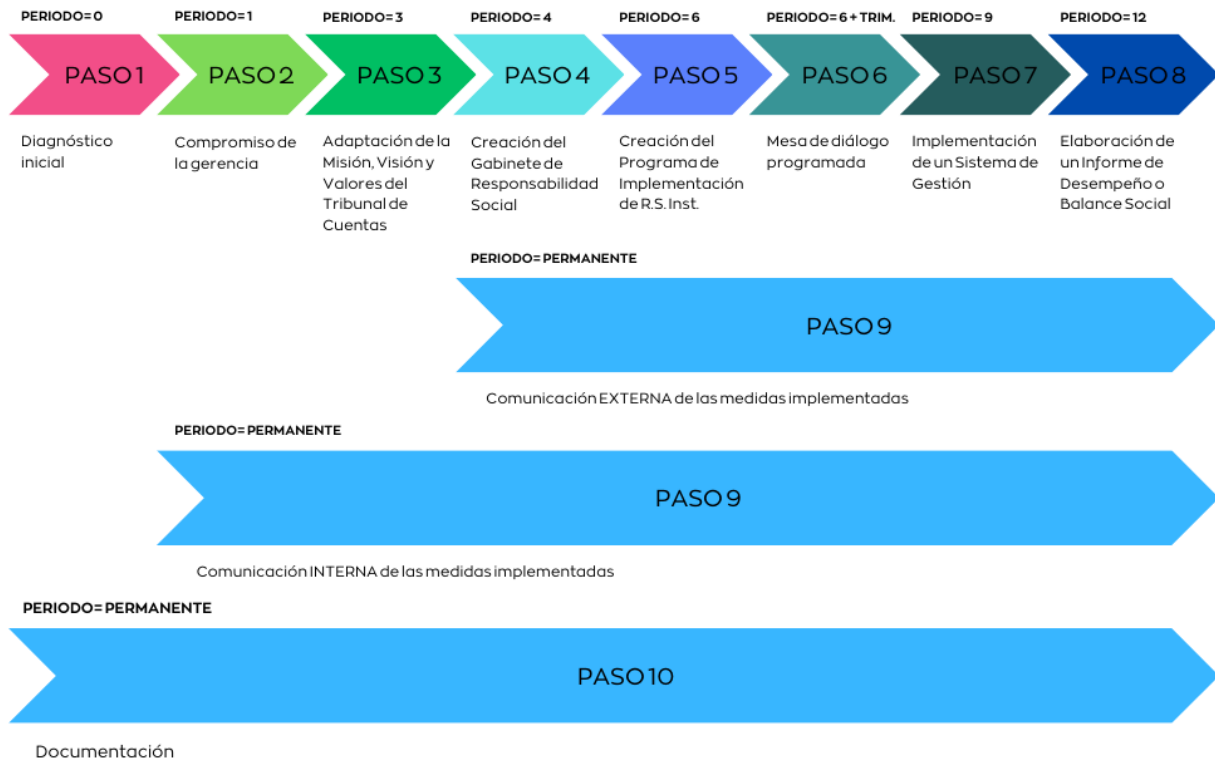 PERIODO= 0
PERIODO= 1
PERIODO= 3
PERIODO= 4
PERIODO= 6
PERIODO= 6 + TRIM.
PERIODO= 9
PERIODO= 12
PASO 1
PASO 2
PASO 3
PASO 4
PASO 5
PASO 6
PASO 7
PASO 8
Diagnóstico
inicial
Compromiso de
la gerencia
Adaptación de la
Misión, Visión y
Valores del
Tribunal de
Cuentas
Creación del
Gabinete de
Responsabilidad
Social
Creación del
Programa de
Implementación
de R.S. Inst.
Mesa de diálogo
programada
Implementación
de un Sistema de
Gestión
Elaboración de
un Informe de
Desempeño o
Balance Social
PERIODO= PERMANENTE
PASO 9
Comunicación EXTERNA de las medidas implementadas
PERIODO= PERMANENTE
PASO 9
Comunicación INTERNA de las medidas implementadas
PERIODO= PERMANENTE
PASO 10
Documentación